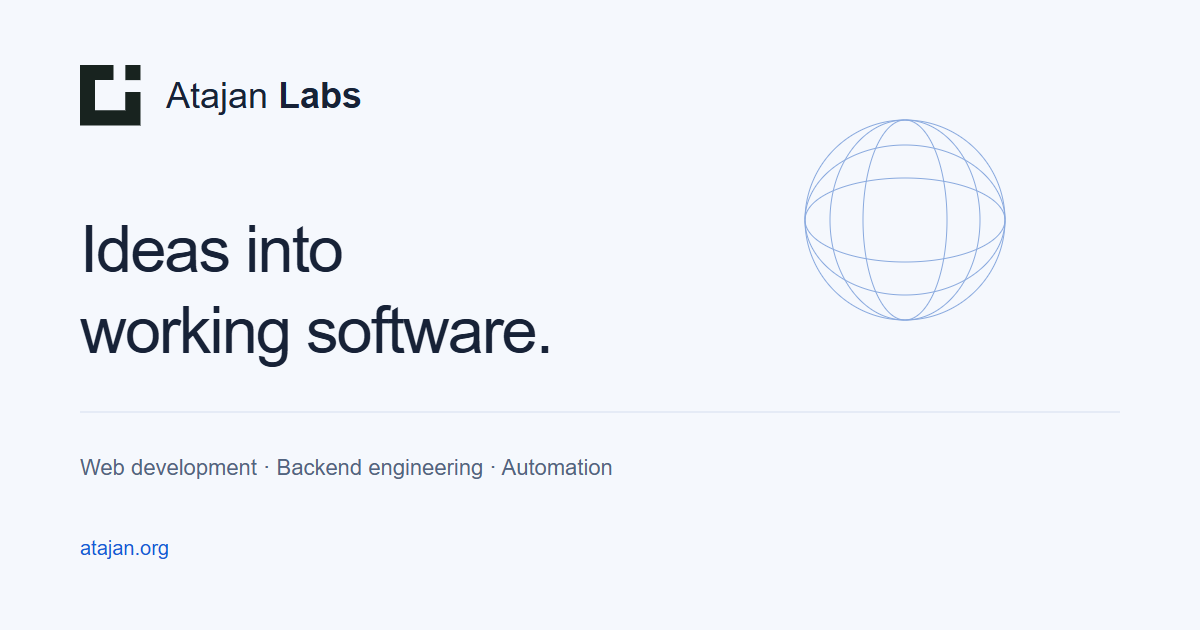 Atajan Labs
Ideas into
working software.
Web development · Backend engineering · Automation
atajan.org